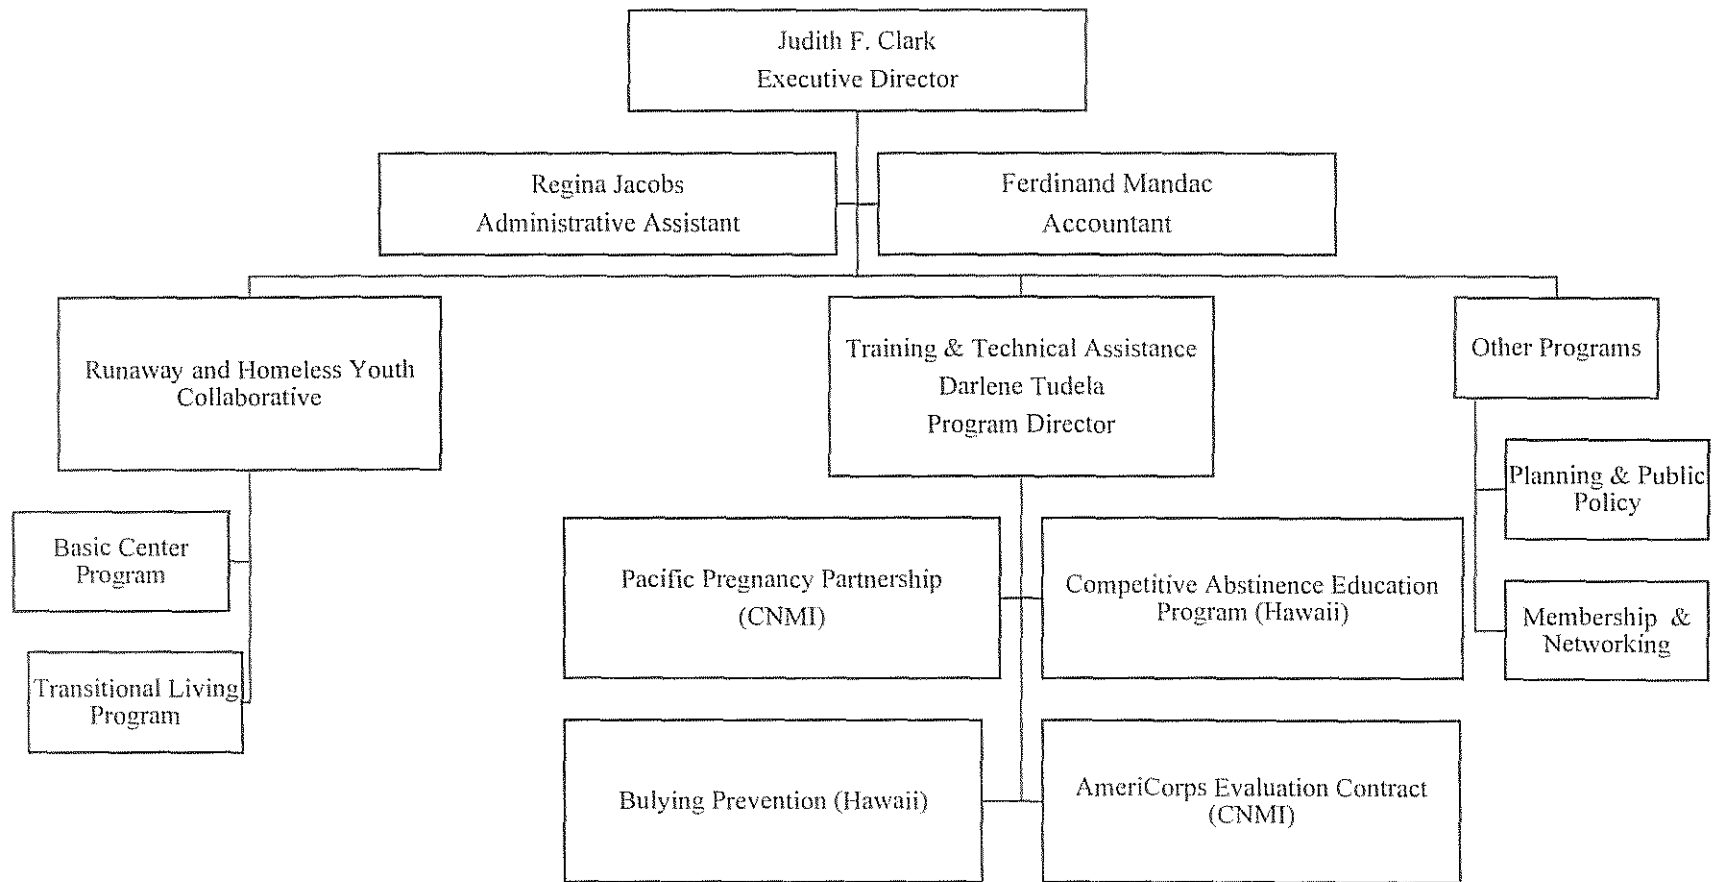 Judith F. Clark
Executive Director
Regina Jacobs
Administrative Assistant
Ferdinand Mandac
Accountant
Runaway and Homeless Youth
Collaborative
Training & Technical Assistance
Darlene Tudela
Program Director
Other Programs
Basic Center
Program
Transitional Living
Program
Pacific Pregnancy Partnership
(CNMI)
Competitive Abstinence Education
Program (Hawaii)
Bulying Prevention (Hawaii)
AmeriCorps Evaluation Contract
(CNMI)
Planning & Public
Policy
Membership &
Networking